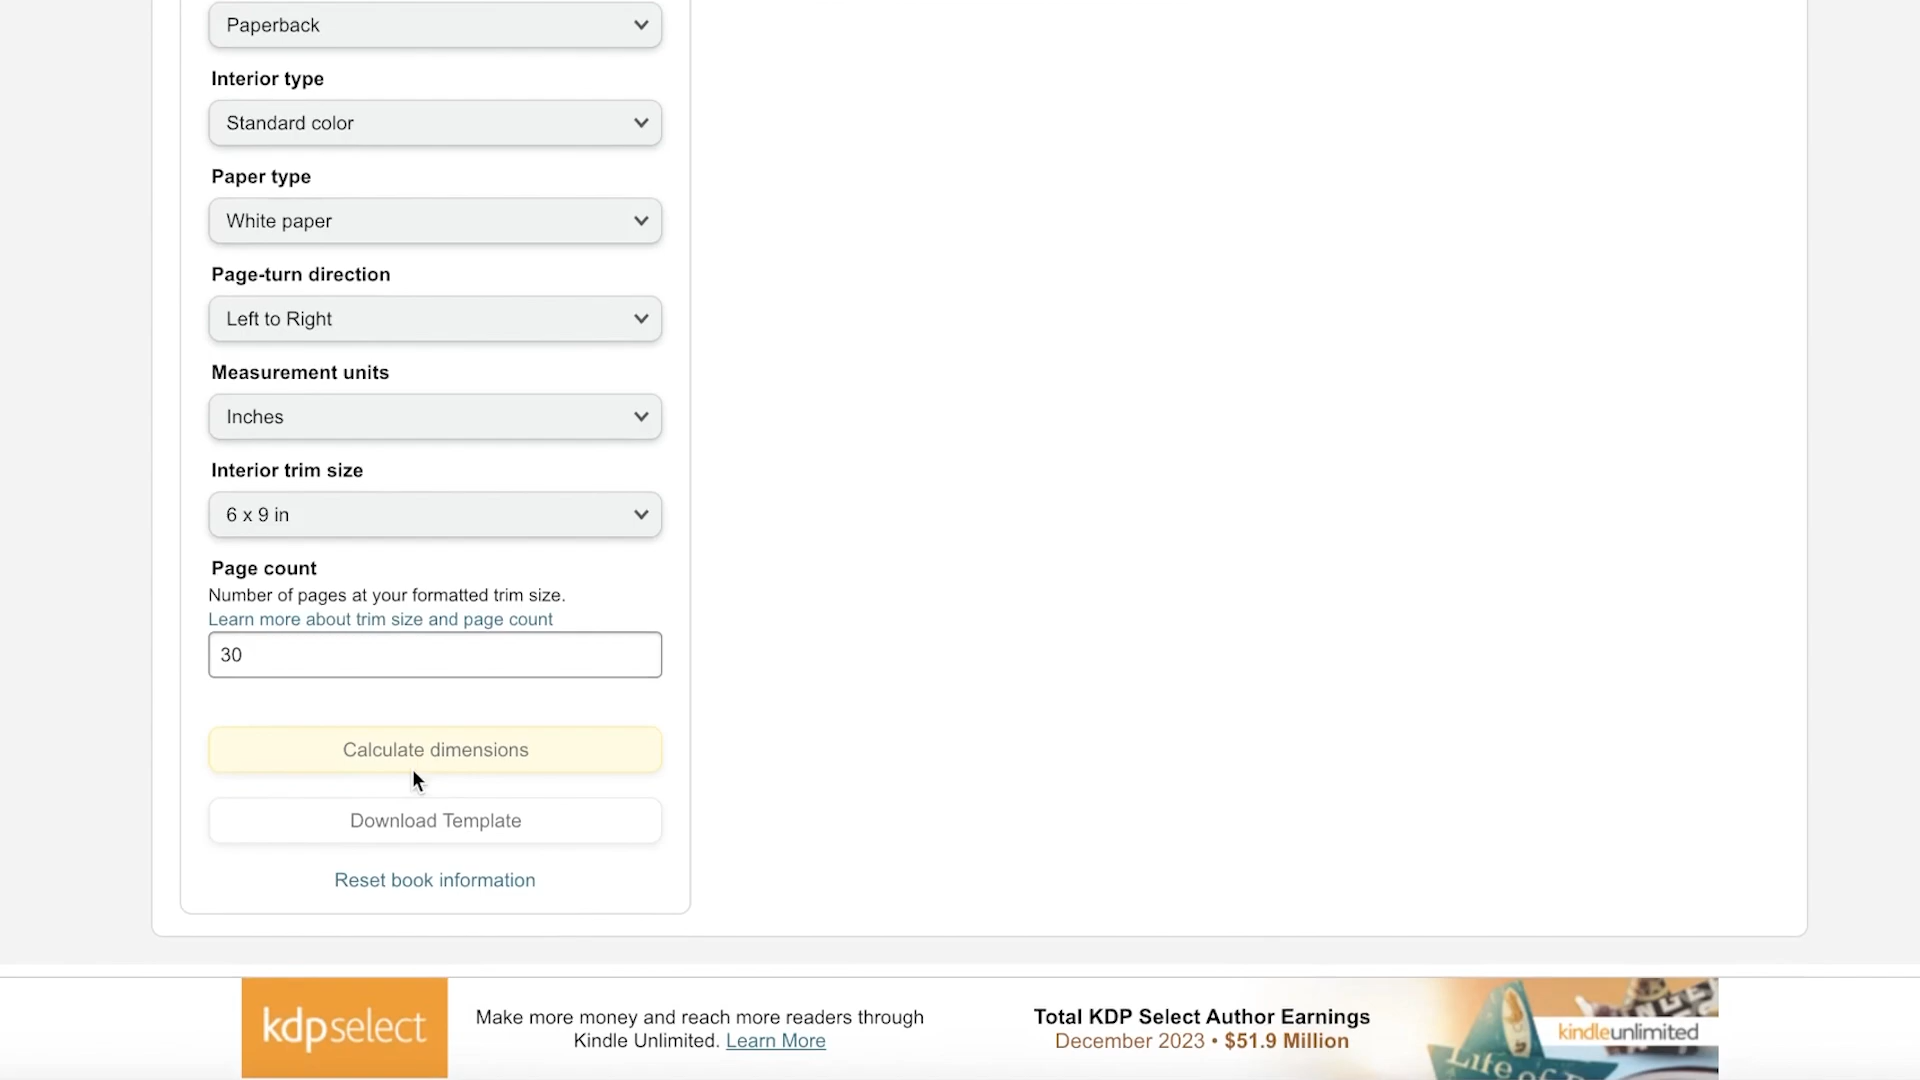 Paperback
Interior type
Standard color
Paper type
White paper
Page-turn direction
Left to Right
Measurement units
Inches
Interior trim size
6 x 9 in
Page count
Number of pages at your formatted trim size.
Learn more about trim size and page count
30
Calculate dimensions
Download Template
Reset book information
kdpselect
Make more money and reach more readers through
Kindle Unlimited. Learn More
Total KDP Select Author Earnings
December 2023 • $51.9 Million
kindleunlimited
Life of